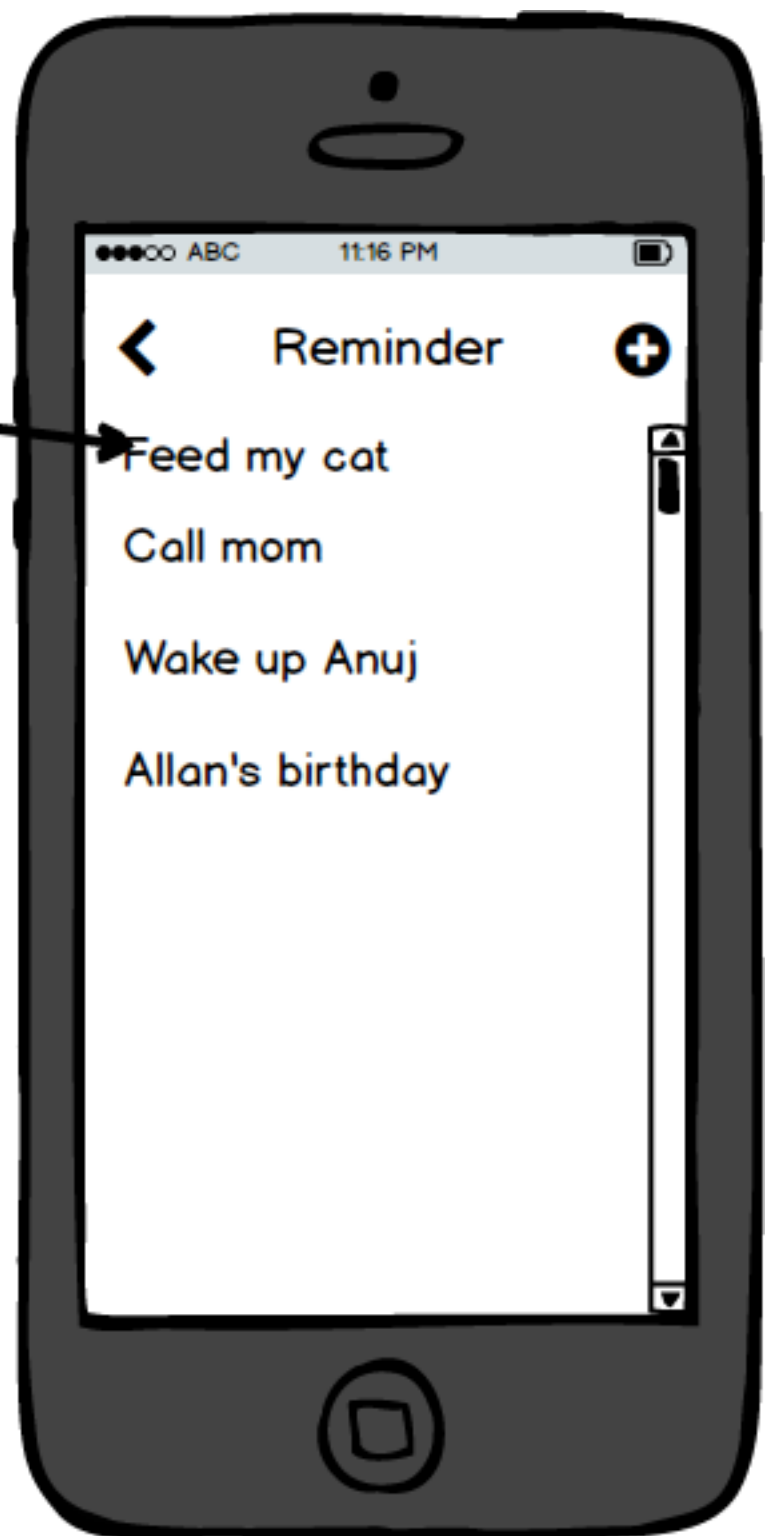 ABC 11:16 PM
Reminder
Feed my cat
Call mom
Wake up Anuj
Allan's birthday